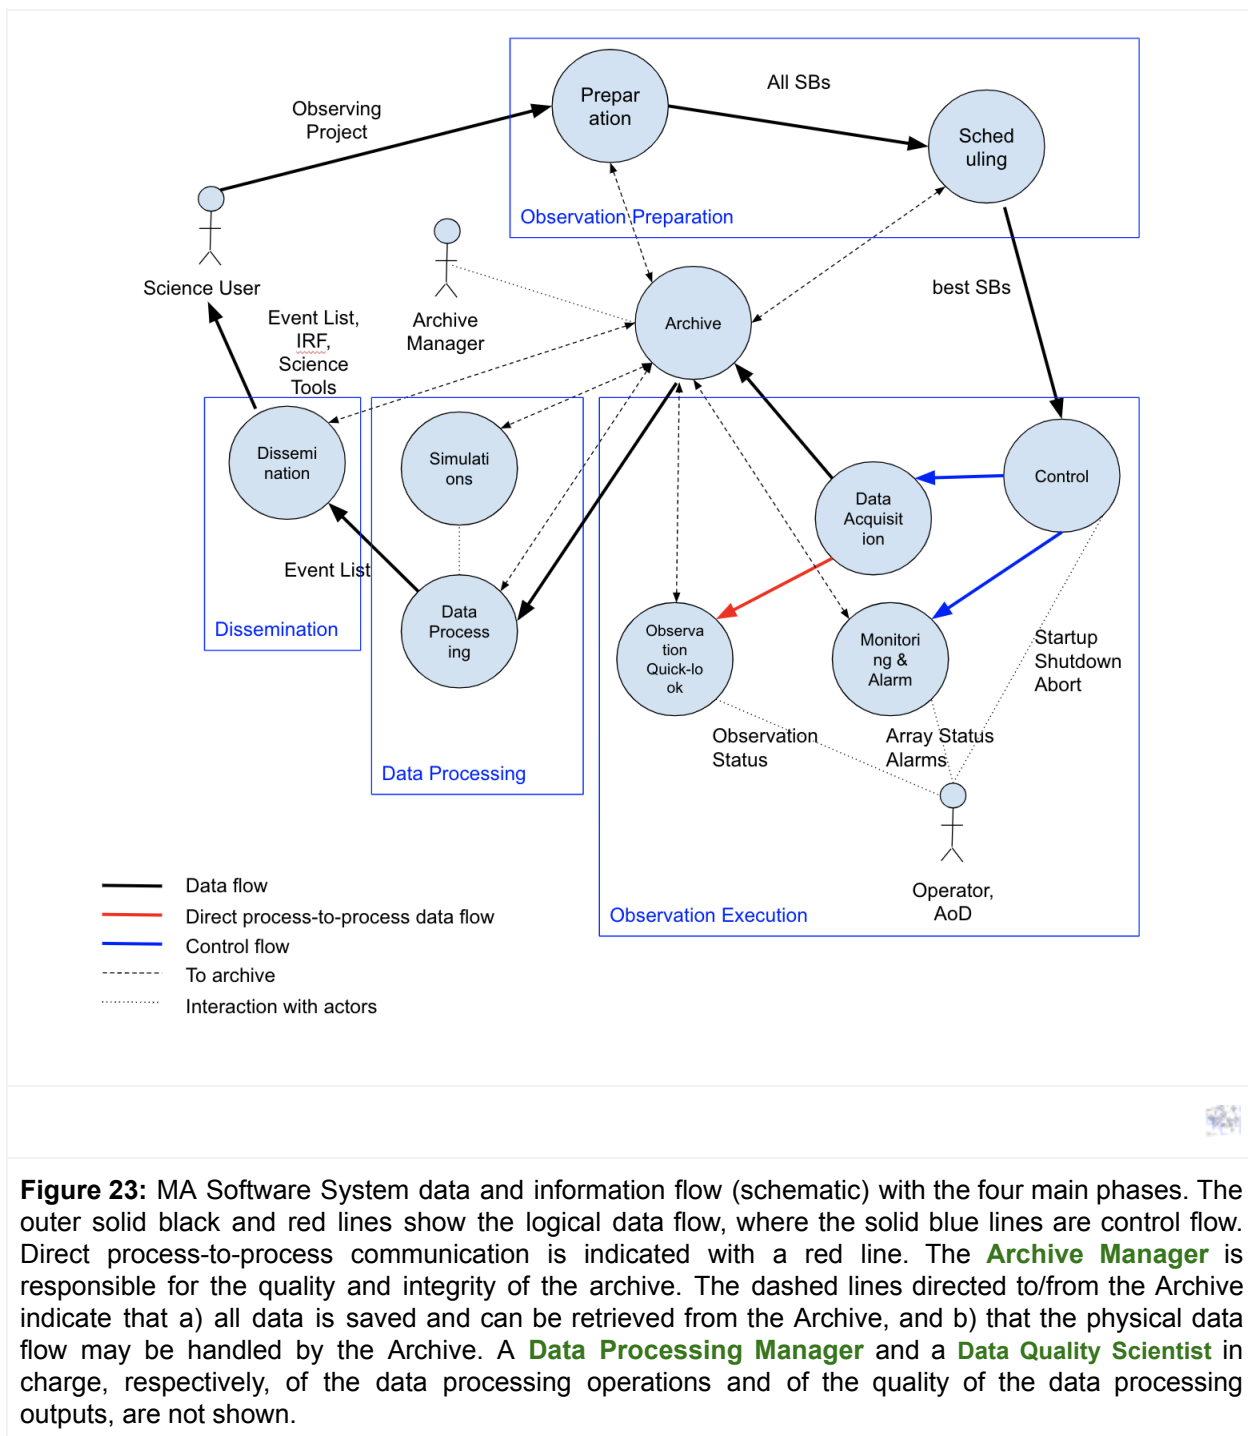 Prepar
ation
All SBs
Sched
uling
Observing
Project
Observation Preparation
Science User
Archive
Manager
Archive
best SBs
Event List,
IRF,
Science
Tools
Dissemi
nation
Simulati
ons
Data
Acquisit
ion
Control
Event List
Dissemination
Data
Process
ing
Observa
tion
Quick-lo
ok
Monitori
ng &
Alarm
Startup
Shutdown
Abort
Observation
Status
Array Status
Alarms
Data Processing
Operator,
AoD
Observation Execution
Data flow
Direct process-to-process data flow
Control flow
To archive
Interaction with actors
Figure 23: MA Software System data and information flow (schematic) with the four main phases. The
outer solid black and red lines show the logical data flow, where the solid blue lines are control flow.
Direct process-to-process communication is indicated with a red line. The Archive Manager is
responsible for the quality and integrity of the archive. The dashed lines directed to/from the Archive
indicate that a) all data is saved and can be retrieved from the Archive, and b) that the physical data
flow may be handled by the Archive. A Data Processing Manager and a Data Quality Scientist in
charge, respectively, of the data processing operations and of the quality of the data processing
outputs, are not shown.